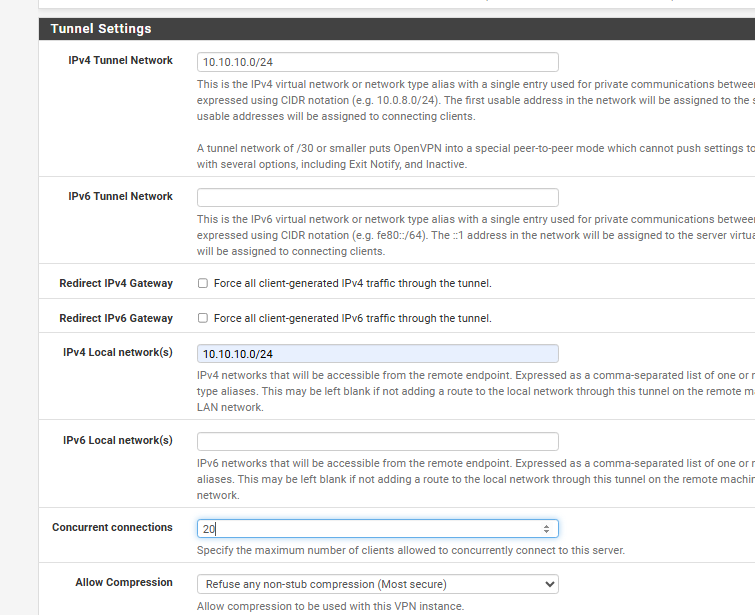 Tunnel Settings
IPv4 Tunnel Network
10.10.10.0/24
This is the IPv4 virtual network or network type alias with a single entry used for private communications between
expressed using CIDR notation (e.g. 10.0.8.0/24). The first usable address in the network will be assigned to the
usable addresses will be assigned to connecting clients.
A tunnel network of /30 or smaller puts OpenVPN into a special peer-to-peer mode which cannot push settings to
with several options, including Exit Notify, and Inactive.
IPv6 Tunnel Network
This is the IPv6 virtual network or network type alias with a single entry used for private communications between
expressed using CIDR notation (e.g. fe80::/64). The ::1 address in the network will be assigned to the server
will be assigned to connecting clients.
Redirect IPv4 Gateway
Force all client-generated IPv4 traffic through the tunnel.
Redirect IPv6 Gateway
Force all client-generated IPv6 traffic through the tunnel.
IPv4 Local network(s)
10.10.10.0/24
IPv4 networks that will be accessible from the remote endpoint. Expressed as a comma-separated list of one or
type aliases. This may be left blank if not adding a route to the local network through this tunnel on the remote
LAN network.
IPv6 Local network(s)
IPv6 networks that will be accessible from the remote endpoint. Expressed as a comma-separated list of one or
aliases. This may be left blank if not adding a route to the local network through this tunnel on the remote
network.
Concurrent connections
20
Specify the maximum number of clients allowed to concurrently connect to this server.
Allow Compression
Refuse any non-stub compression (Most secure)
Allow compression to be used with this VPN instance.